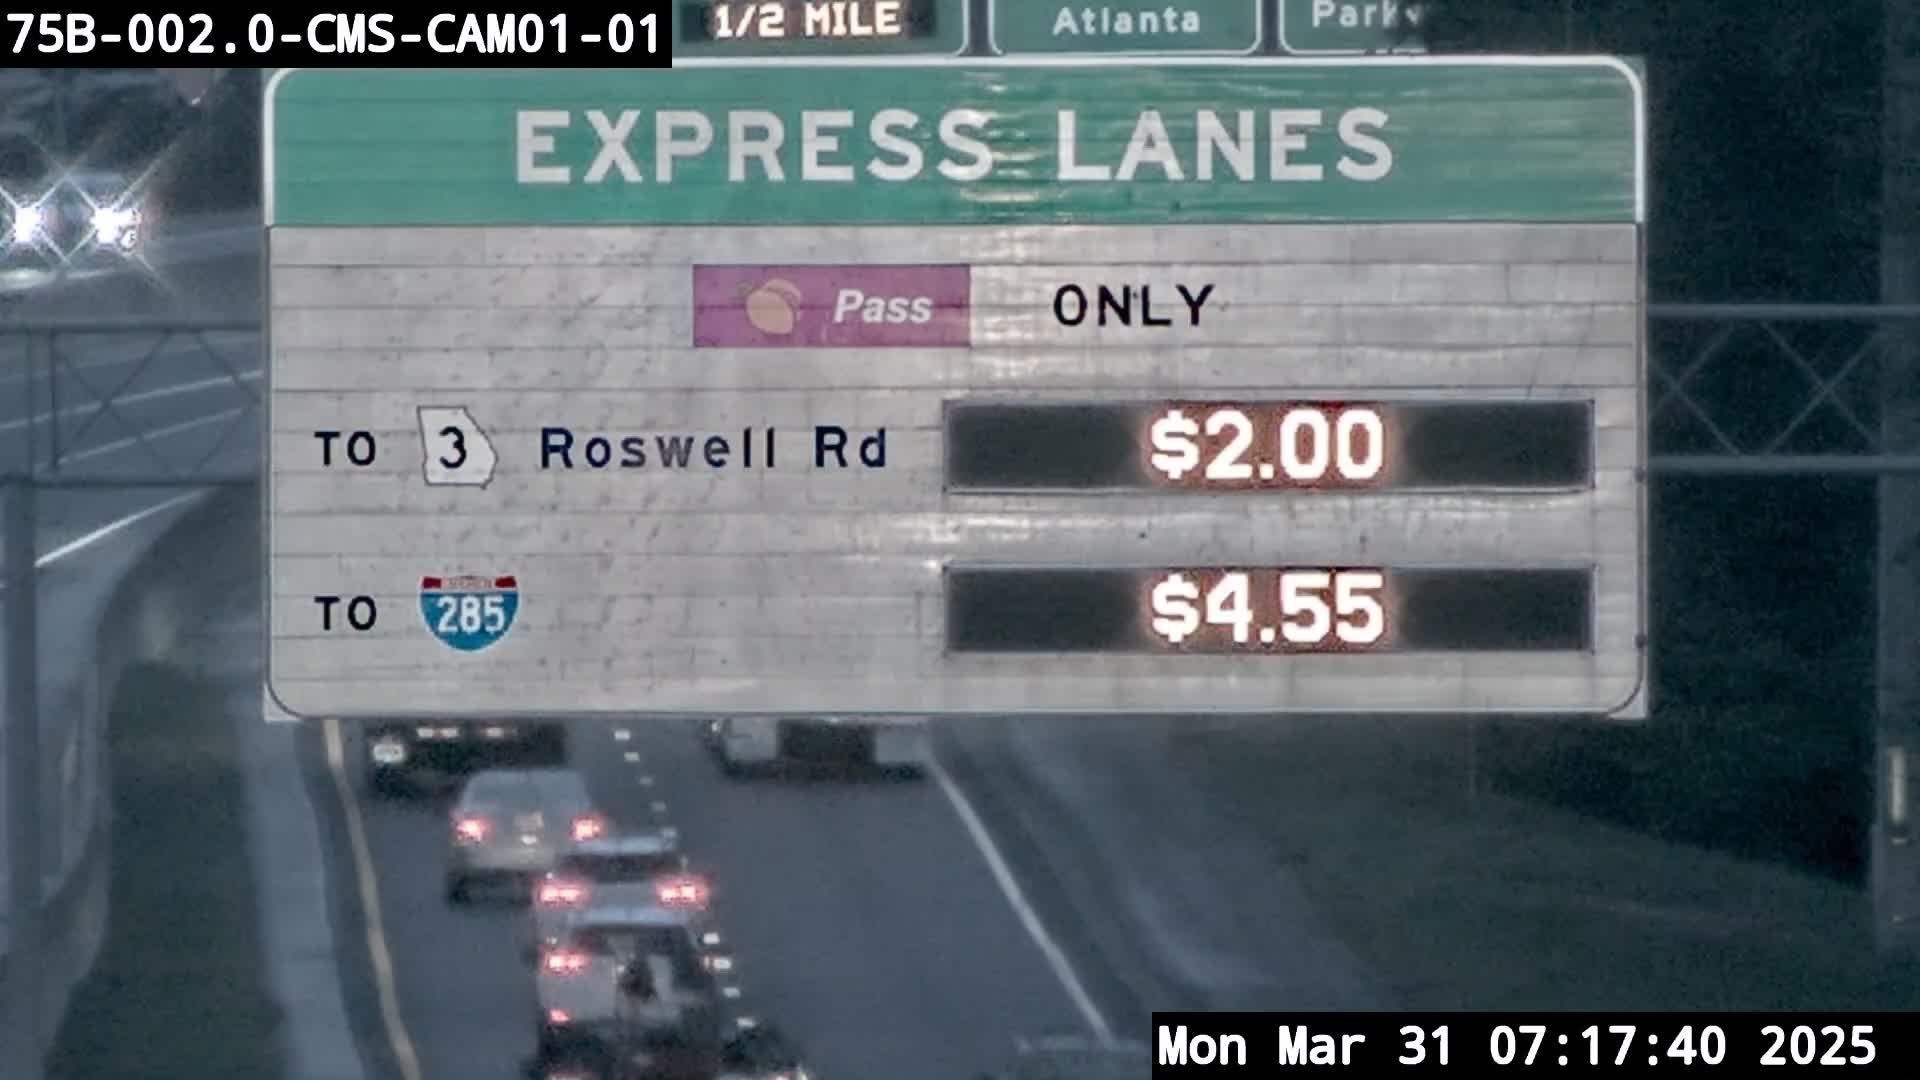 75B-002.0-CMS-CAM01-01
1/2 MILE
Atlanta
EXPRESS LANES
Pass ONLY
TO 3 Roswell Rd $2.00
TO 285 $4.55
Mon Mar 31 07:17:40 2025